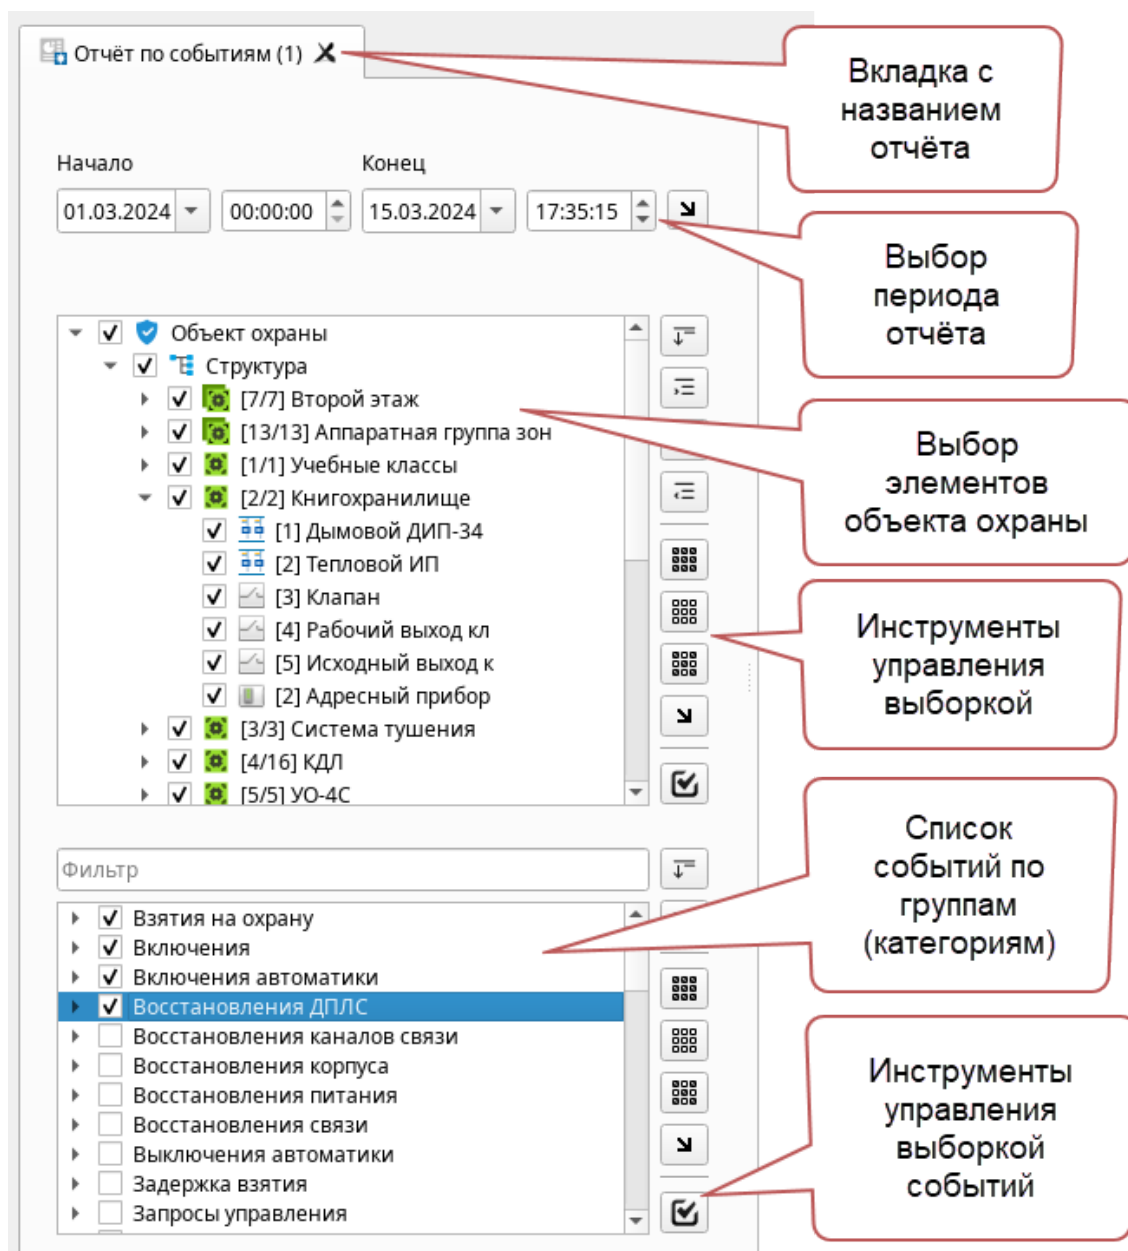 Отчёт по событиям (1)
Вкладка с
названием
отчёта
Начало
Конец
01.03.2024
00:00:00
15.03.2024
17:35:15
Выбор
периода
отчёта
Объект охраны
Структура
[7/7] Второй этаж
[13/13] Аппаратная группа зон
[1/1] Учебные классы
[2/2] Книгохранилище
[1] Дымовой ДИП-34
[2] Тепловой ИП
[3] Клапан
[4] Рабочий выход кл
[5] Исходный выход к
[2] Адресный прибор
[3/3] Система тушения
[4/16] КДЛ
[5/5] УО-4С
Выбор
элементов
объекта охраны
Инструменты
управления
выборкой
Фильтр
Взятия на охрану
Включения
Включения автоматики
Восстановления ДПЛС
Восстановления каналов связи
Восстановления корпуса
Восстановления питания
Восстановления связи
Выключения автоматики
Задержка взятия
Запросы управления
Список
событий по
группам
(категориям)
Инструменты
управления
выборкой
событий